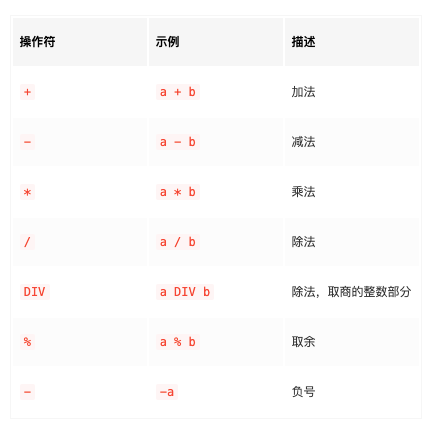 操作符 示例 描述
+ a + b 加法
- a - b 减法
* a * b 乘法
/ a / b 除法
DIV a DIV b 除法，取商的整数部分
% a % b 取余
- -a 负号